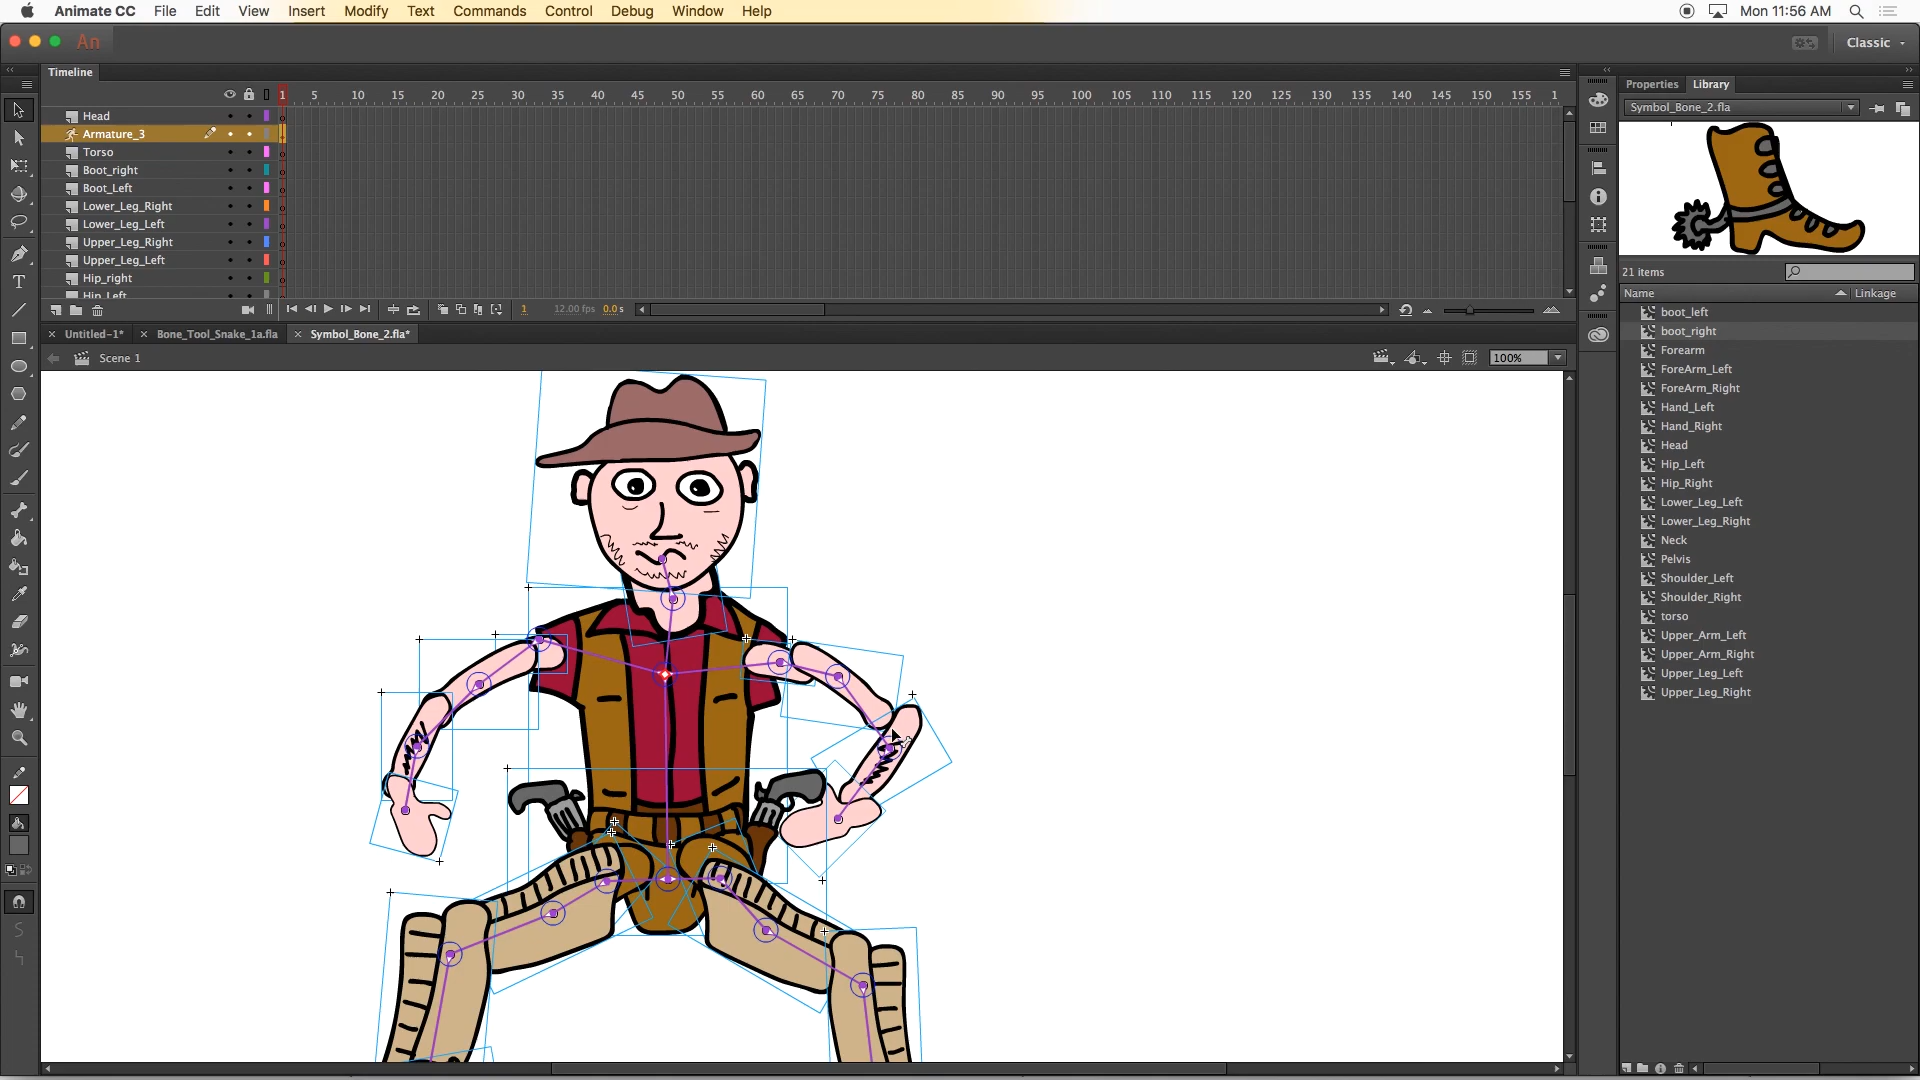 Animate CC File Edit View Insert Modify Text Commands Control Debug Window Help Mon 11:56 AM
An Classic
Timeline
Properties Library
1 5 10 15 20 25 30 35 40 45 50 55 60 65 70 75 80 85 90 95 100 105 110 115 120 125 130 135 140 145 150 155 1
Symbol_Bone_2.fla
Head
Armature_3
Torso
Boot_right
Boot_Left
Lower_Leg_Right
Lower_Leg_Left
Upper_Leg_Right
Upper_Leg_Left
Hip_right
Hip_Left
1 12.00 fps 0.0 s
Untitled-1* Bone_Tool_Snake_1a.fla Symbol_Bone_2.fla*
Scene 1 100%
21 items
Name Linkage
boot_left
boot_right
Forearm
ForeArm_Left
ForeArm_Right
Hand_Left
Hand_Right
Head
Hip_Left
Hip_Right
Lower_Leg_Left
Lower_Leg_Right
Neck
Pelvis
Shoulder_Left
Shoulder_Right
torso
Upper_Arm_Left
Upper_Arm_Right
Upper_Leg_Left
Upper_Leg_Right